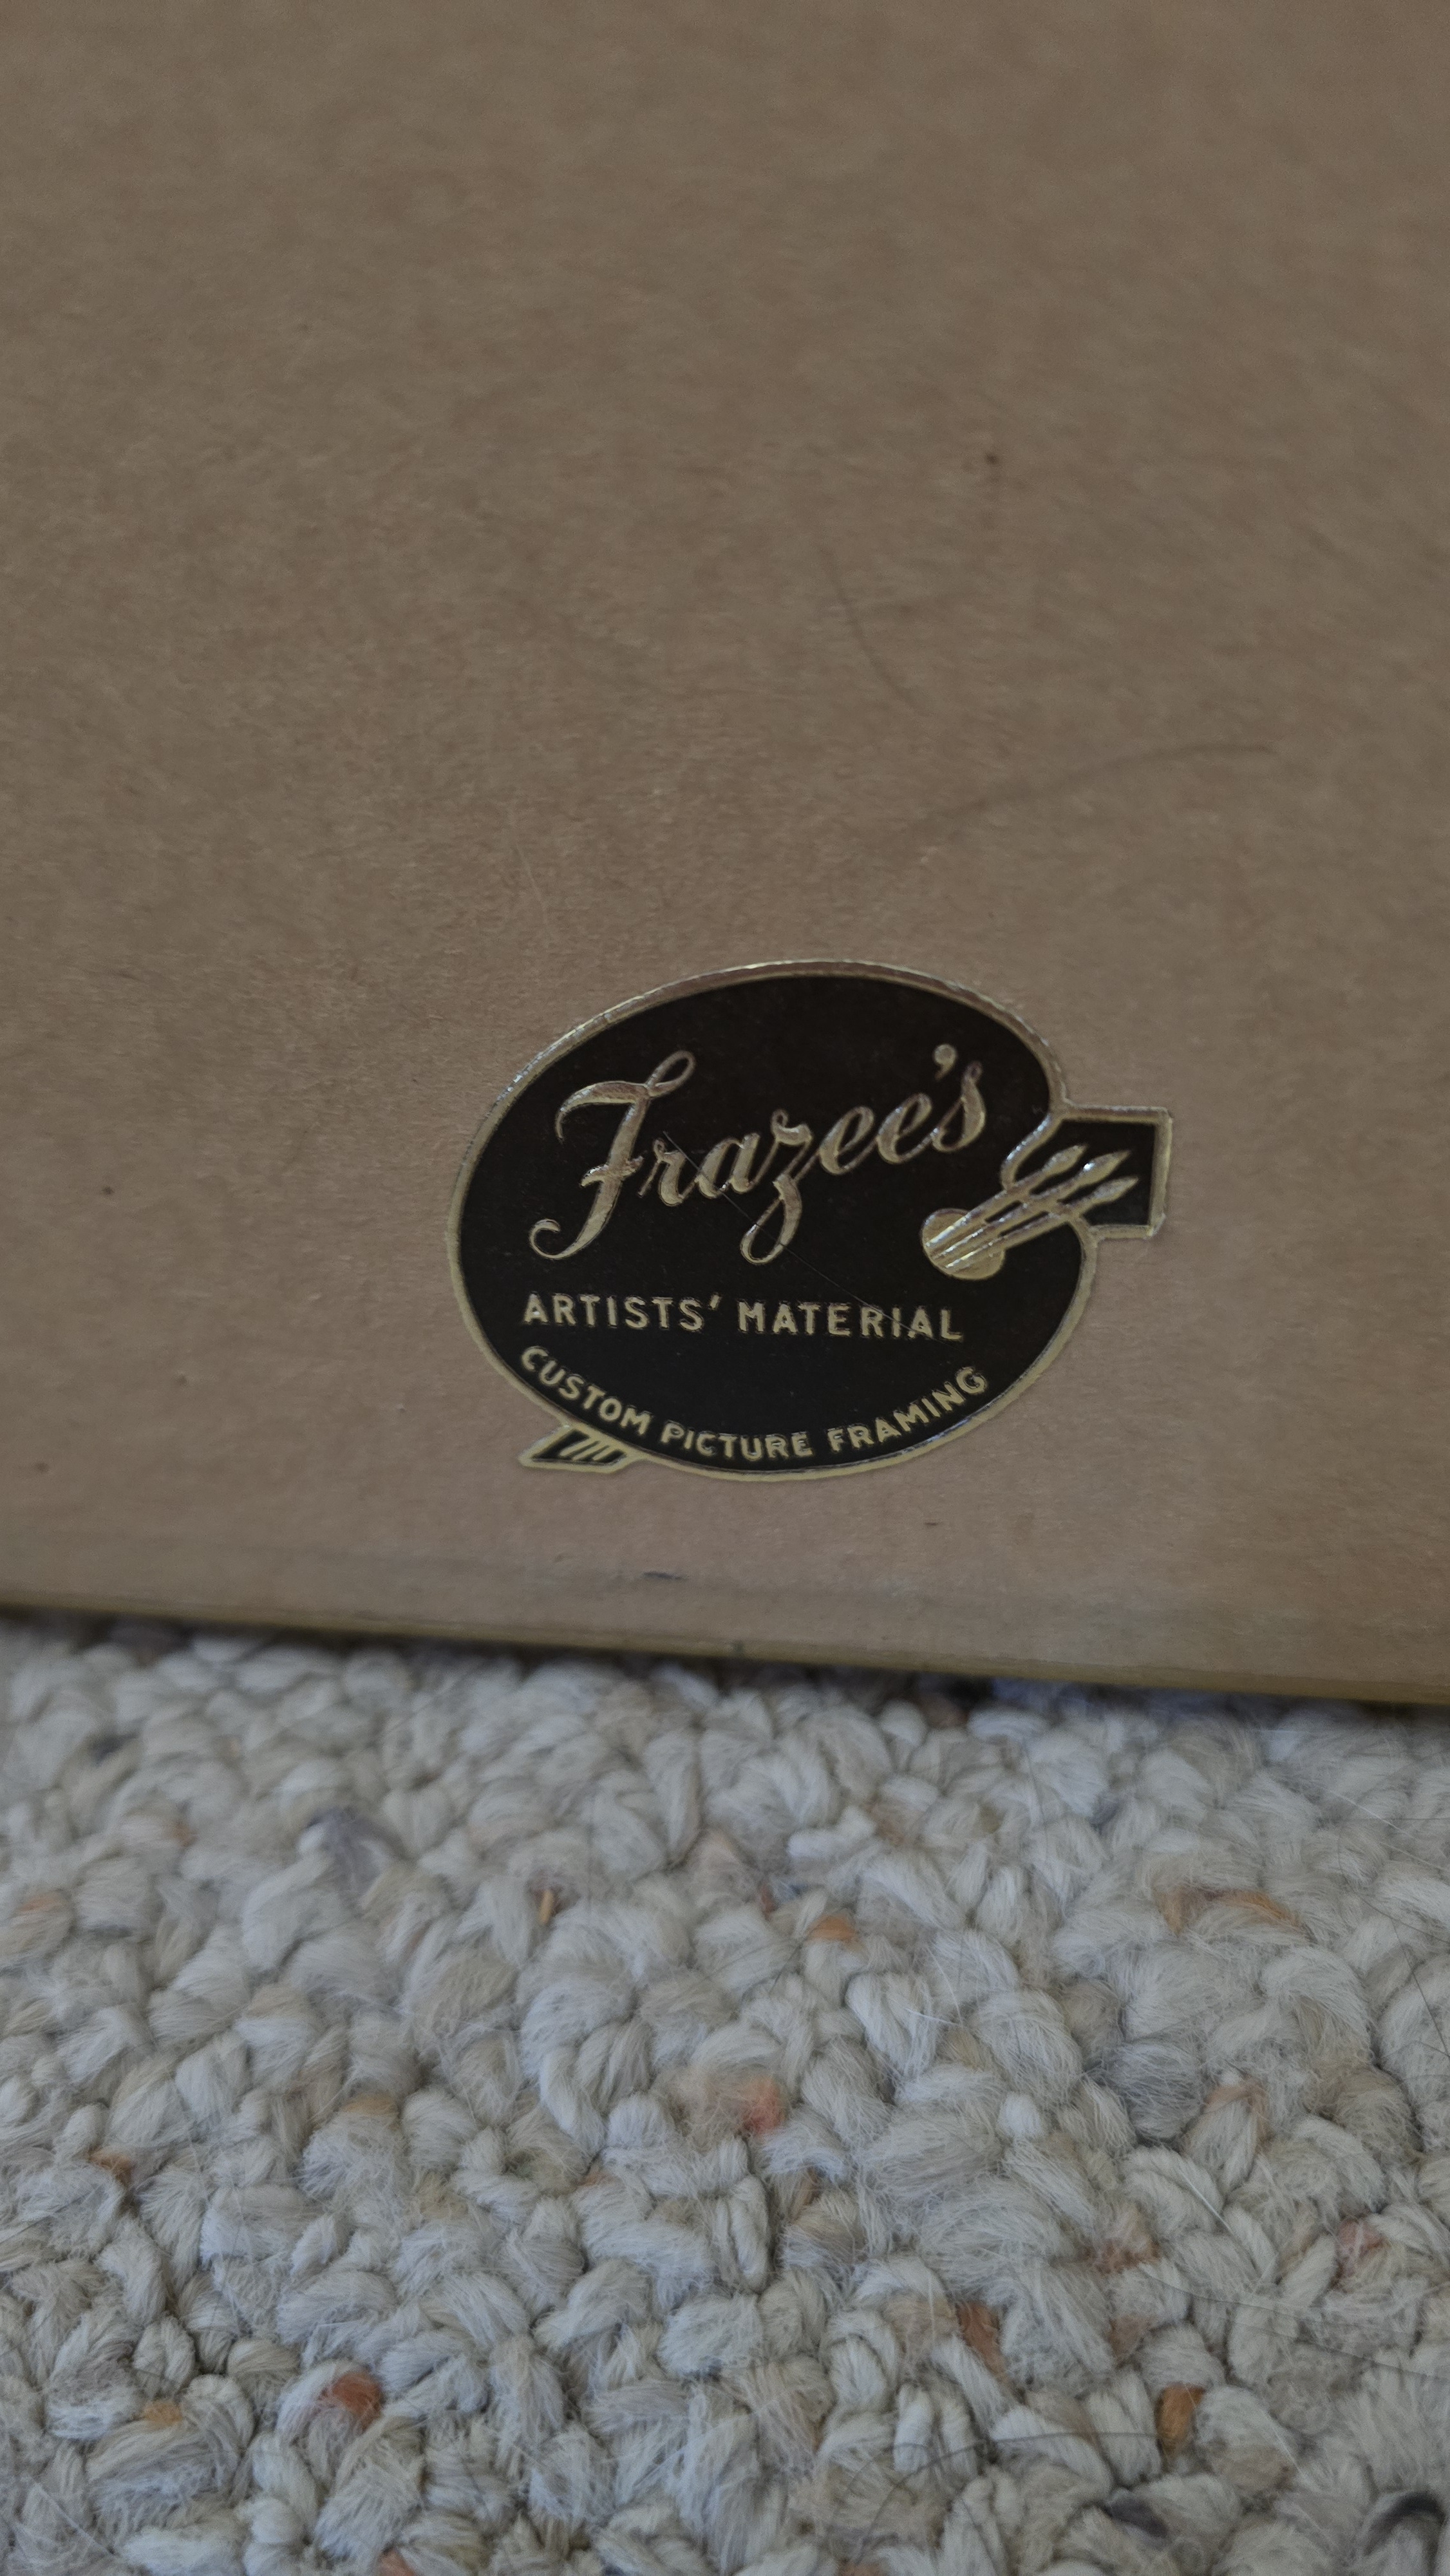 Frazee's
ARTISTS' MATERIAL
CUSTOM PICTURE FRAMING